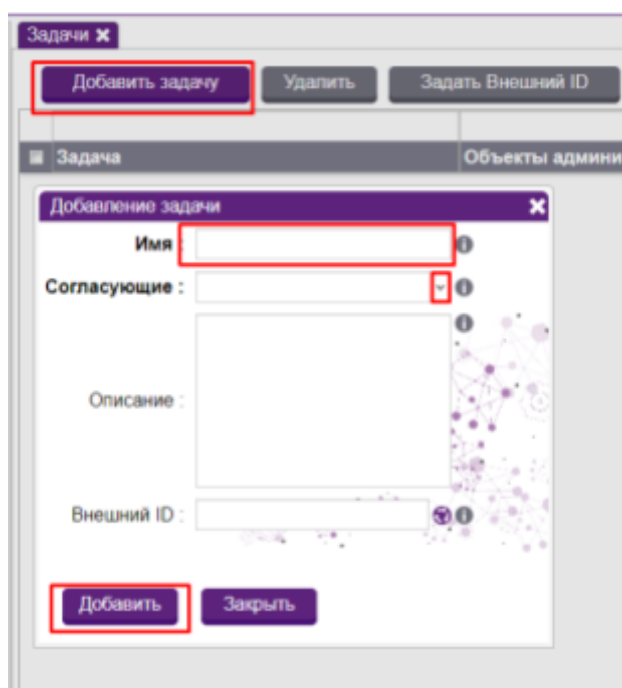 Задачи
Добавить задачу Удалить Задать Внешний ID
Задача Объекты админи
Добавление задачи
Имя :
Согласующие :
Описание :
Внешний ID :
Добавить Закрыть